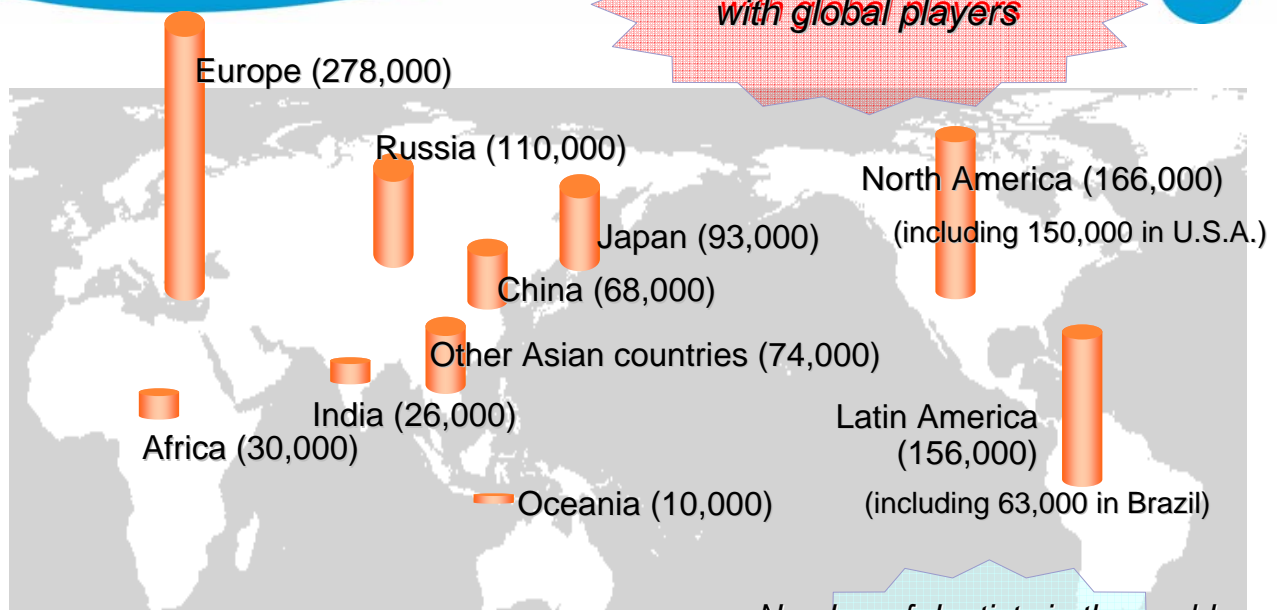 with global players
Europe (278,000)
Russia (110,000)
North America (166,000)
(including 150,000 in U.S.A.)
Japan (93,000)
China (68,000)
Other Asian countries (74,000)
India (26,000)
Africa (30,000)
Latin America
(156,000)
(including 63,000 in Brazil)
Oceania (10,000)